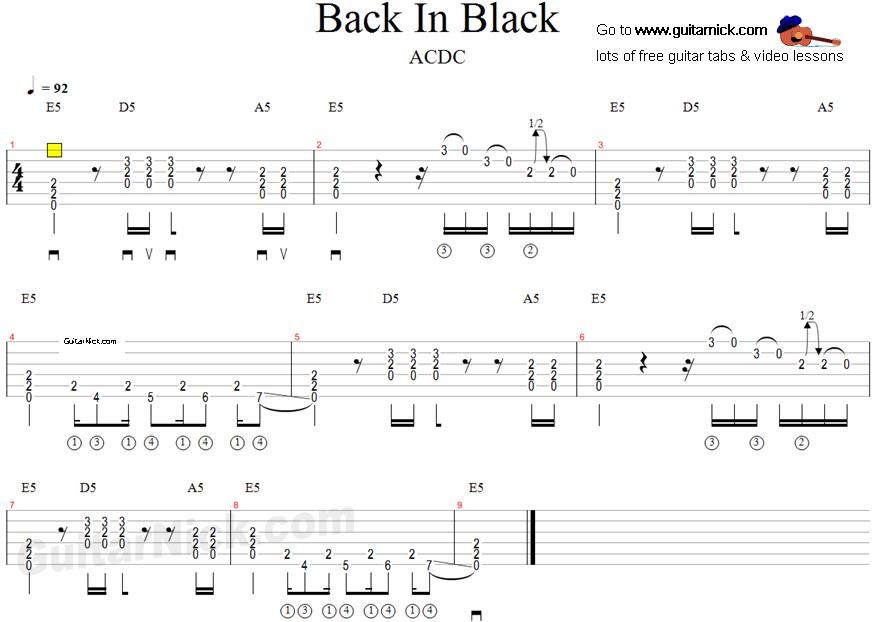 Back In Black
ACDC
Go to www.guitarnick.com
lots of free guitar tabs & video lessons
= 92
E5 D5 A5 E5 E5 D5 A5
1/2
1 2 3
3 3 3 3 0
2 2 2 3 0 2 2 2
2 0 0 0 2 2 2 2 2 0 2 0 0 0
2 2 2 2 2 2 2 2
2 0 0 0 2 0 0
0 0
V V
3 3 2
E5 E5 D5 A5 E5
1/2
4 GuitarNick.com 5 6
3 3 3 3 0
2 2 2 3 0
2 2 2 2 2 2 0
2 2 0 0 0 2 2 2
2 2 2 2 2 2 0 0 0
0 4 5 6 7 0
1 3 1 4 1 4 1 4 3 3 2
E5 D5 A5 E5 E5
7 8 9
3 3 3
2 2 2
2 0 0 0 2 2 2 2
2 2 2 2 2
2 0 0 2 2 2 2 2 2
0 0 4 5 6 7 0
GuitarNick.com
1 3 1 4 1 4 1 4